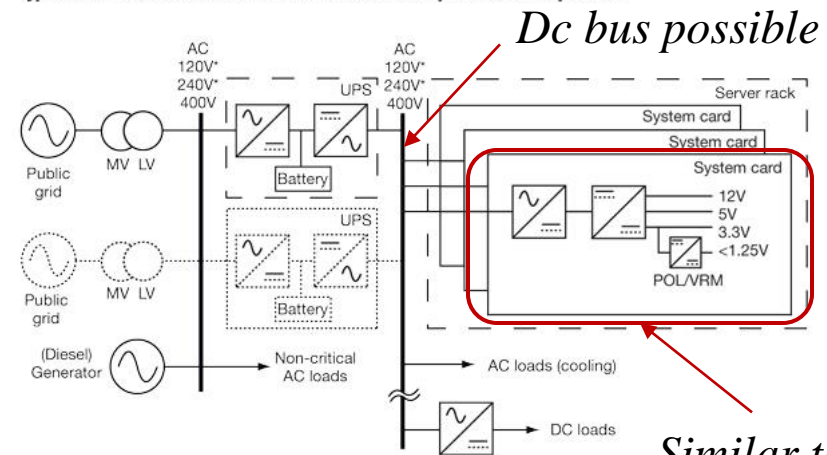 Dc bus possible
AC
120V*
240V*
400V
AC
120V*
240V*
400V
UPS
Server rack
System card
System card
System card
Public
grid
MV LV
Battery
12V
5V
3.3V
<1.25V
POL/VRM
UPS
Public
grid
MV LV
Battery
(Diesel)
Generator
Non-critical
AC loads
AC loads (cooling)
DC loads
Similar t